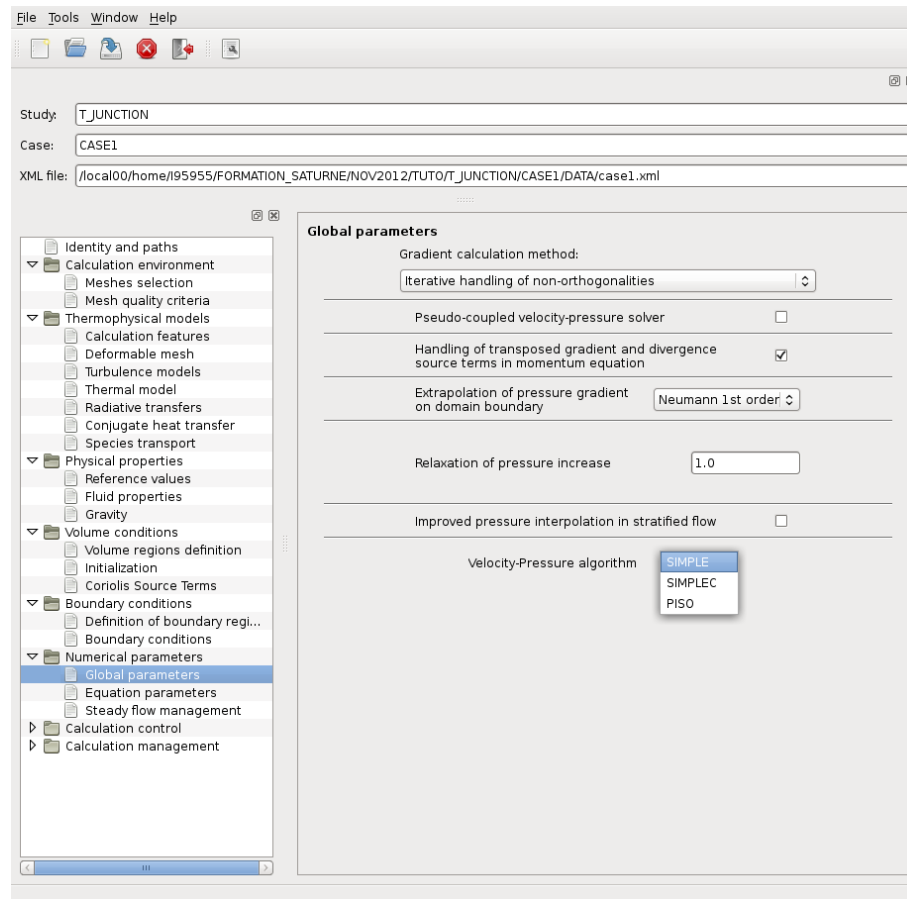 File Tools Window Help
Study: T_JUNCTION
Case: CASE1
XML file: /local00/home/I95955/FORMATION_SATURNE/NOV2012/TUTO/T_JUNCTION/CASE1/DATA/case1.xml
Identity and paths
Calculation environment
Meshes selection
Mesh quality criteria
Thermophysical models
Calculation features
Deformable mesh
Turbulence models
Thermal model
Radiative transfers
Conjugate heat transfer
Species transport
Physical properties
Reference values
Fluid properties
Gravity
Volume conditions
Volume regions definition
Initialization
Coriolis Source Terms
Boundary conditions
Definition of boundary regi...
Boundary conditions
Numerical parameters
Global parameters
Equation parameters
Steady flow management
Calculation control
Calculation management
Global parameters
Gradient calculation method:
Iterative handling of non-orthogonalities
Pseudo-coupled velocity-pressure solver
Handling of transposed gradient and divergence
source terms in momentum equation
Extrapolation of pressure gradient
on domain boundary
Neumann 1st order
Relaxation of pressure increase 1.0
Improved pressure interpolation in stratified flow
Velocity-Pressure algorithm SIMPLE
SIMPLEC
PISO